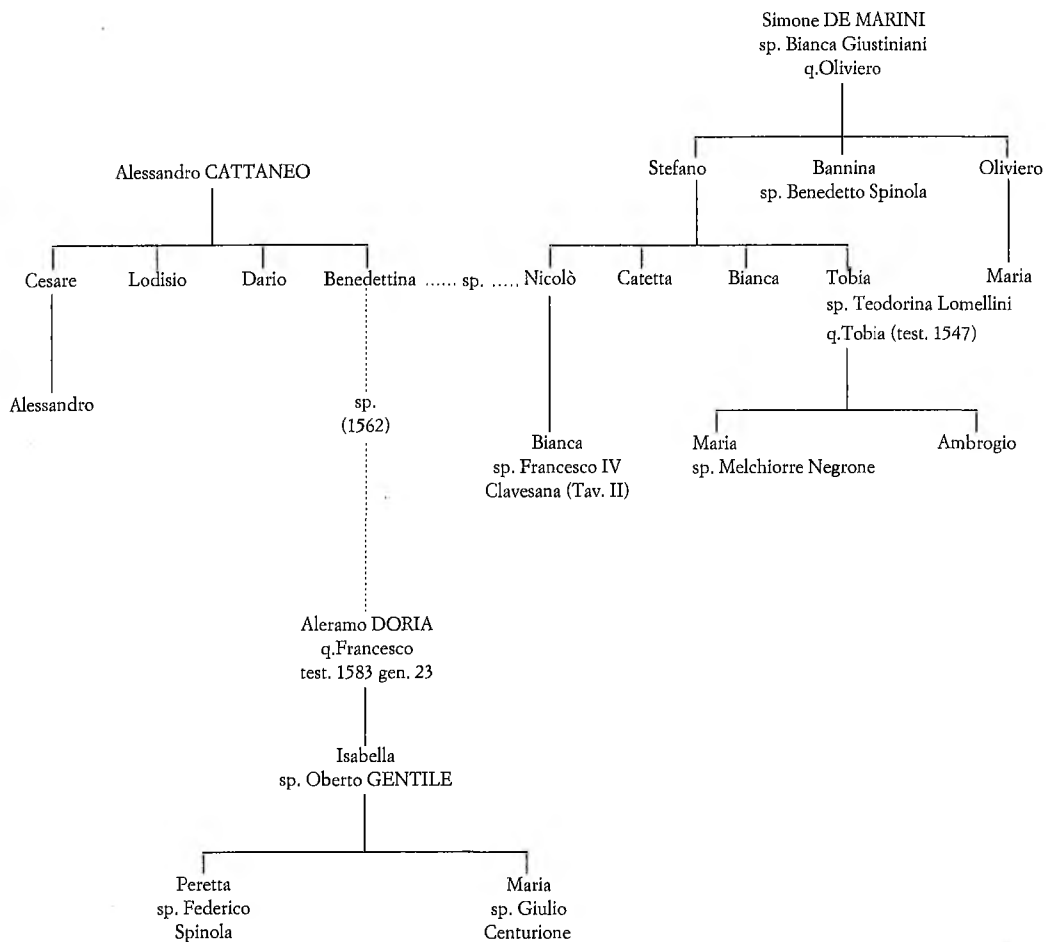 Simone DE MARINI
sp. Bianca Giustiniani
q.Oliviero
Alessandro CATTANEO
Stefano
Bannina
sp. Benedetto Spinola
Oliviero
Cesare
Lodisio
Dario
Benedettina ...... sp. ..... Nicolò
Catetta
Bianca
Tobia
sp. Teodorina Lomellini
q.Tobia (test. 1547)
Maria
Alessandro
sp.
(1562)
Bianca
sp. Francesco IV
Clavesana (Tav. II)
Maria
sp. Melchiorre Negrone
Ambrogio
Aleramo DORIA
q.Francesco
test. 1583 gen. 23
Isabella
sp. Oberto GENTILE
Peretta
sp. Federico
Spinola
Maria
sp. Giulio
Centurione